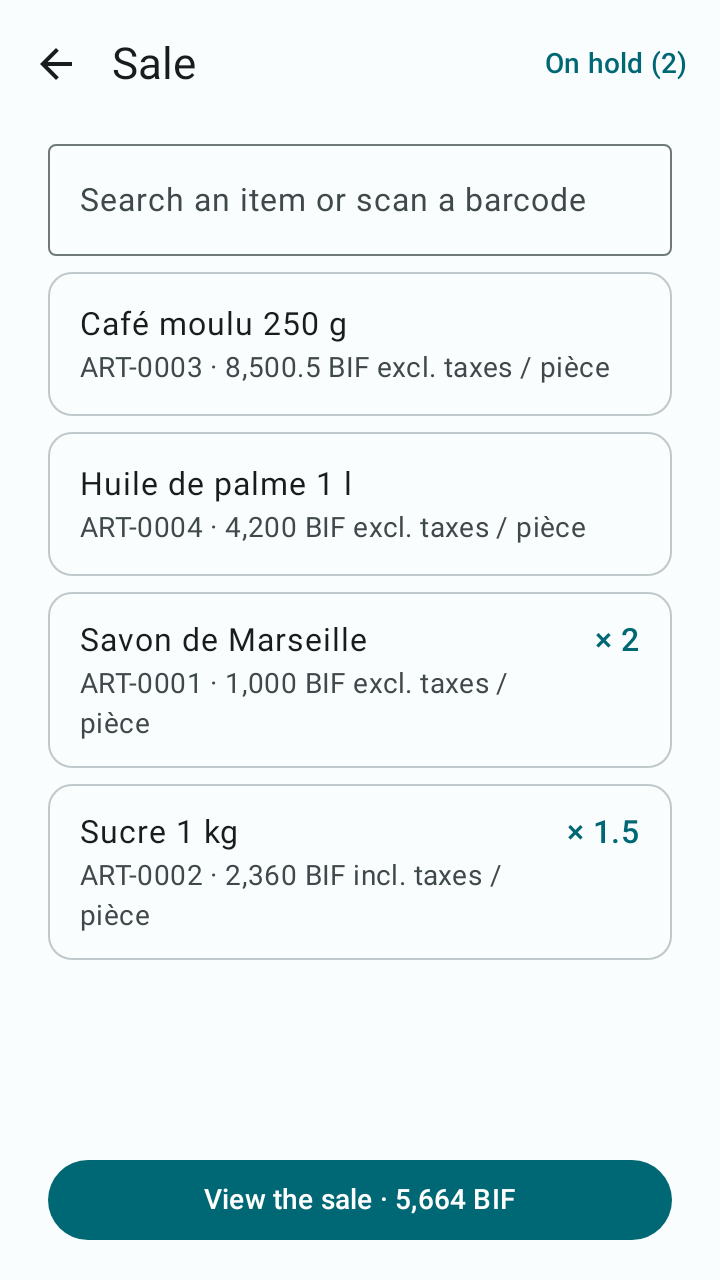 Sale
On hold (2)
Search an item or scan a barcode
Café moulu 250 g
ART-0003 · 8,500.5 BIF excl. taxes / pièce
Huile de palme 1 l
ART-0004 · 4,200 BIF excl. taxes / pièce
Savon de Marseille
× 2
ART-0001 · 1,000 BIF excl. taxes /
pièce
Sucre 1 kg
× 1.5
ART-0002 · 2,360 BIF incl. taxes /
pièce
View the sale · 5,664 BIF